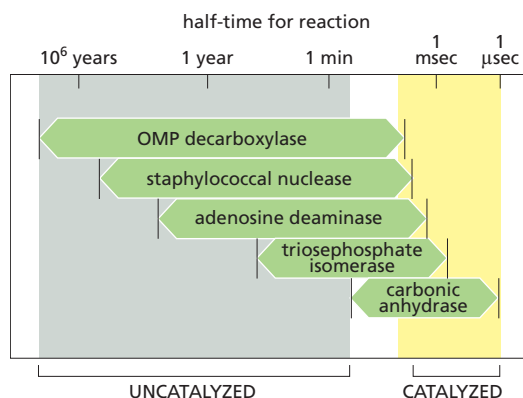 half-time for reaction
10⁶ years 1 year 1 min 1 msec 1 μsec
OMP decarboxylase
staphylococcal nuclease
adenosine deaminase
triosephosphate
isomerase
carbonic
anhydrase
UNCATALYZED CATALYZED